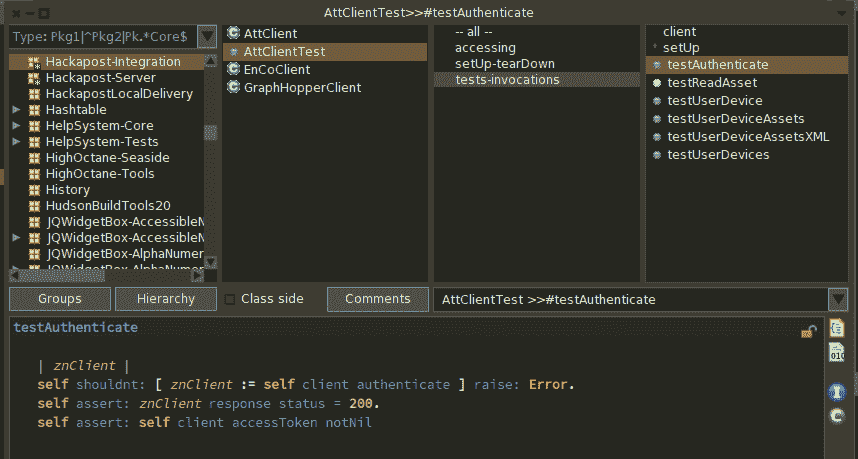 AttClientTest>>#testAuthenticate
Type: Pkg1|^Pkg2|Pk.*Core$
Hackapost-Integration
Hackapost-Server
HackapostLocalDelivery
Hashtable
HelpSystem-Core
HelpSystem-Tests
HighOctane-Seaside
HighOctane-Tools
History
HudsonBuildTools20
JQWidgetBox-AccessibleN
JQWidgetBox-AccessibleN
JQWidgetBox-AlphaNumer
JQWidgetBox-AlphaNumer
AttClient
AttClientTest
EnCoClient
GraphHopperClient
-- all --
accessing
setUp-tearDown
tests-invocations
client
setUp
testAuthenticate
testReadAsset
testUserDevice
testUserDeviceAssets
testUserDeviceAssetsXML
testUserDevices
Groups
Hierarchy
Class side
Comments
AttClientTest >>#testAuthenticate
testAuthenticate
| znClient |
self shouldnt: [ znClient := self client authenticate ] raise: Error.
self assert: znClient response status = 200.
self assert: self client accessToken notNil